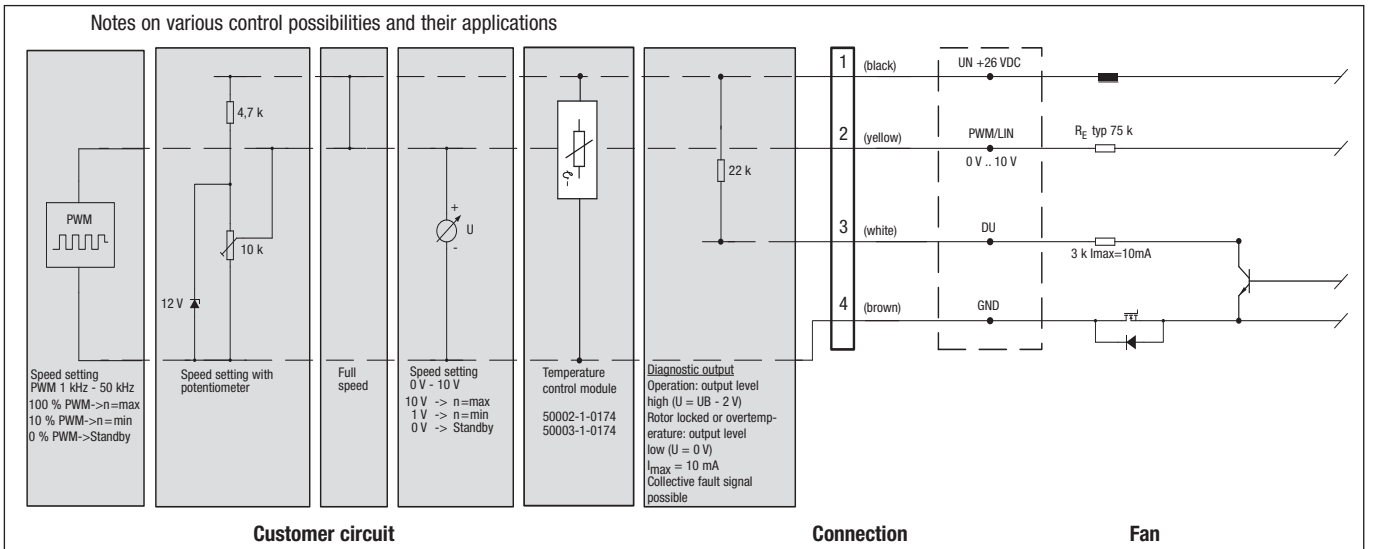 Notes on various control possibilities and their applications
PWM
Speed setting
PWM 1 kHz - 50 kHz
100 % PWM->n=max
10 % PWM->n=min
0 % PWM->Standby
4,7 k
10 k
12 V
Speed setting with
potentiometer
Full
speed
+
U
-
Speed setting
0 V - 10 V
10 V -> n=max
1 V -> n=min
0 V -> Standby
Temperature
control module
50002-1-0174
50003-1-0174
22 k
Diagnostic output
Operation: output level
high (U = UB - 2 V)
Rotor locked or overtemp-
erature: output level
low (U = 0 V)
Imax = 10 mA
Collective fault signal
possible
1 (black)
2 (yellow)
3 (white)
4 (brown)
UN +26 VDC
PWM/LIN
0 V .. 10 V
DU
GND
RE typ 75 k
3 k Imax=10mA
Customer circuit
Connection
Fan